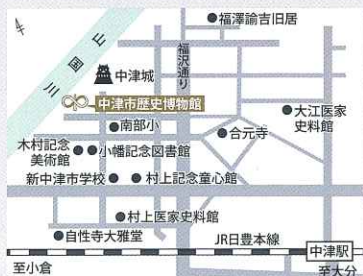 福澤諭吉旧居
山国川
福沢通り
中津城
中津市歴史博物館
大江医家
史料館
南部小
合元寺
木村記念
美術館
小幡記念図書館
新中津市学校
村上記念童心館
村上医家史料館
自性寺大雅堂
JR日豊本線
中津駅
至小倉
至大分